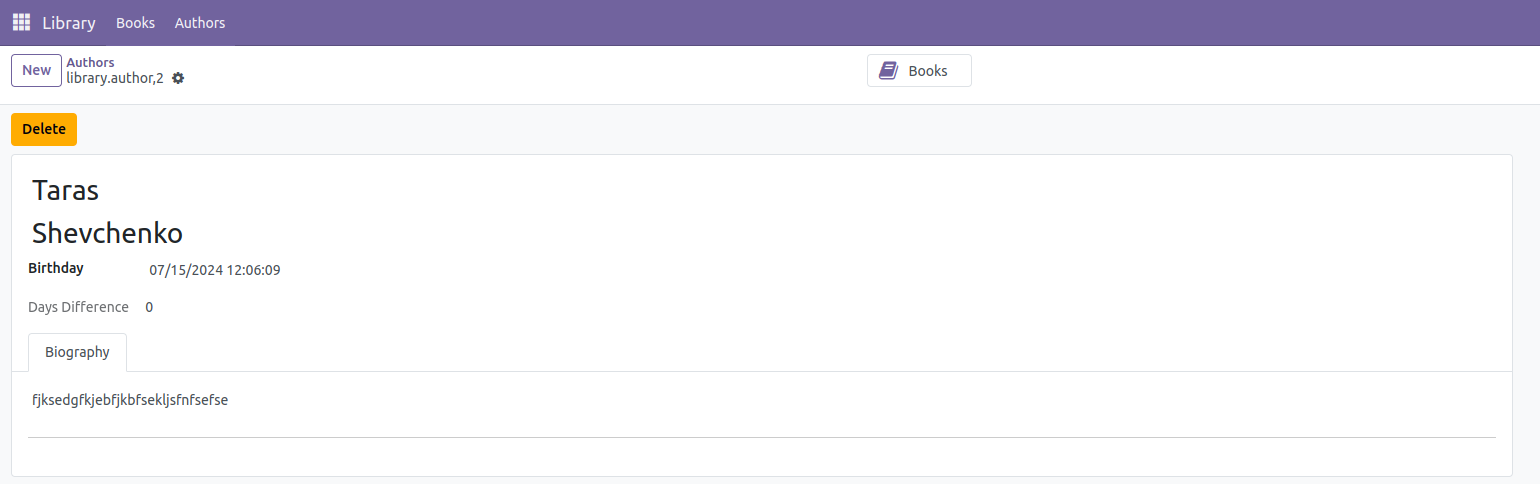 Library Books Authors
New Authors
library.author,2
Books
Delete
Taras
Shevchenko
Birthday 07/15/2024 12:06:09
Days Difference 0
Biography
fjksedgfkjebfjkbfsekljsfnfsefse